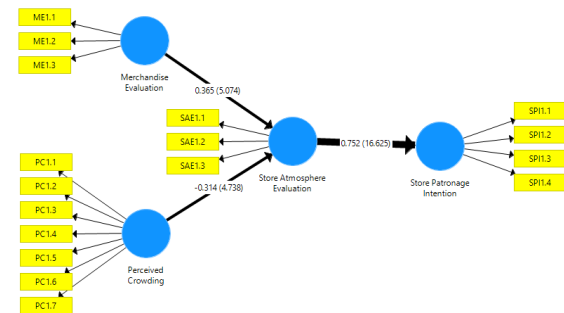 ME1.1
ME1.2
ME1.3
Merchandise
Evaluation
0.365 (5.074)
SAE1.1
SAE1.2
SAE1.3
Store Atmosphere
Evaluation
0.752 (16.625)
SPI1.1
SPI1.2
SPI1.3
SPI1.4
Store Patronage
Intention
-0.314 (4.738)
PC1.1
PC1.2
PC1.3
PC1.4
PC1.5
PC1.6
PC1.7
Perceived
Crowding